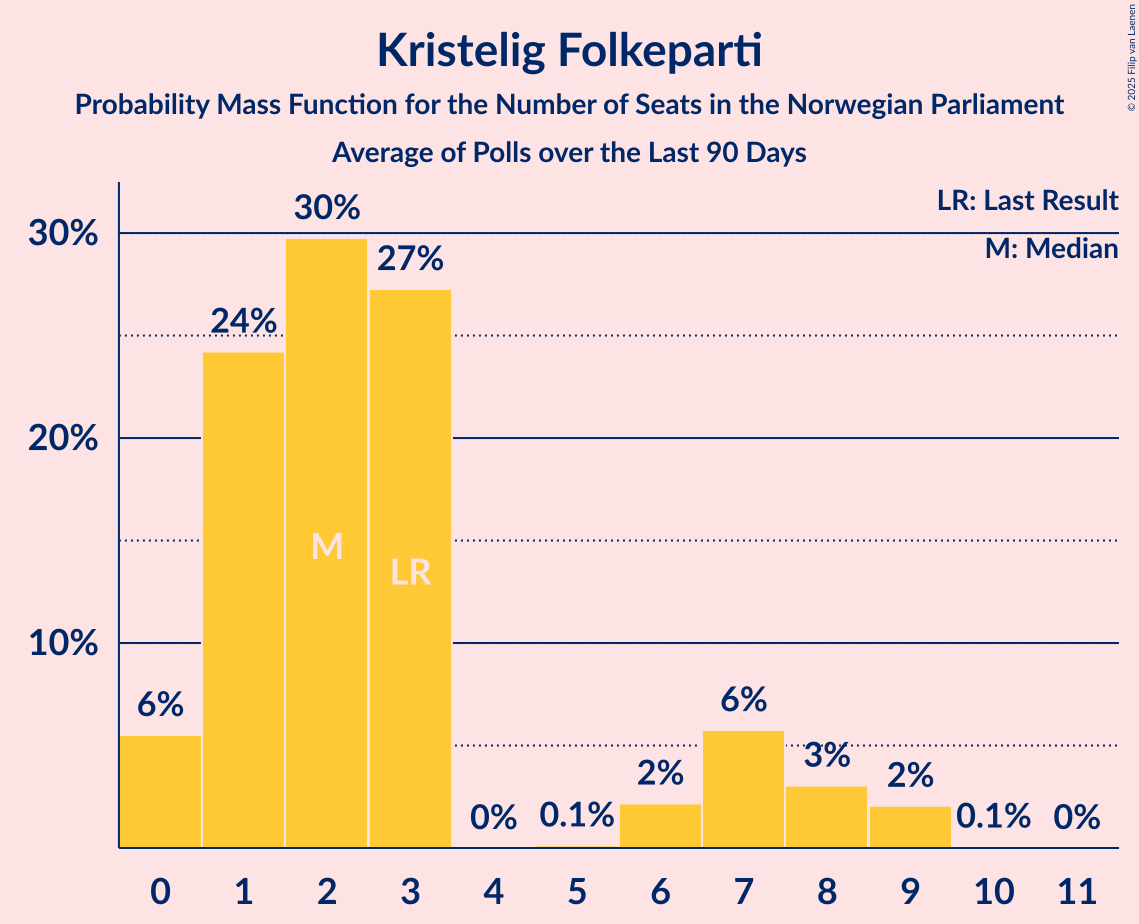 Kristelig Folkeparti
Probability Mass Function for the Number of Seats in the Norwegian Parliament
Average of Polls over the Last 90 Days
© 2025 Filip van Laenen
LR: Last Result
M: Median
30%
20%
10%
6%
24%
30%
27%
0%
0.1%
2%
6%
3%
2%
0.1%
0%
M
LR
0 1 2 3 4 5 6 7 8 9 10 11